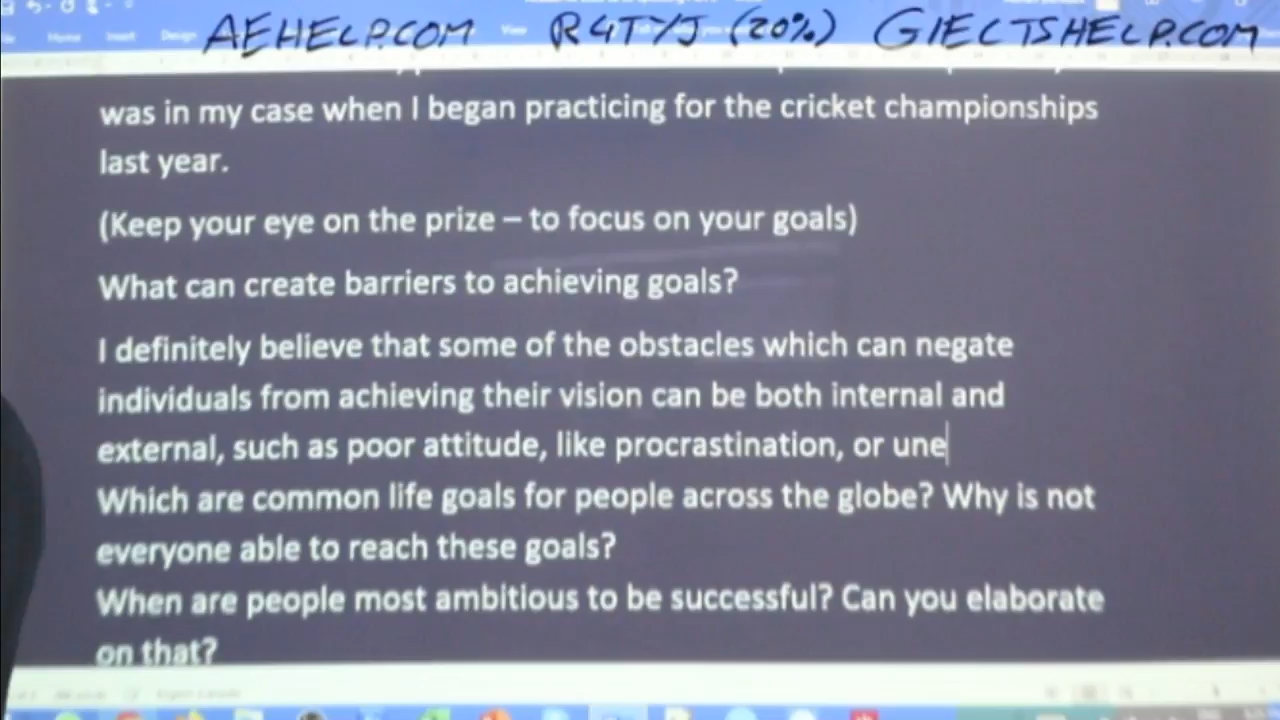 AEHELP.COM R4TYJ (20%) GIELTSHELP.COM
Home Insert Design View
was in my case when I began practicing for the cricket championships
last year.
(Keep your eye on the prize – to focus on your goals)
What can create barriers to achieving goals?
I definitely believe that some of the obstacles which can negate
individuals from achieving their vision can be both internal and
external, such as poor attitude, like procrastination, or une
Which are common life goals for people across the globe? Why is not
everyone able to reach these goals?
When are people most ambitious to be successful? Can you elaborate
on that?